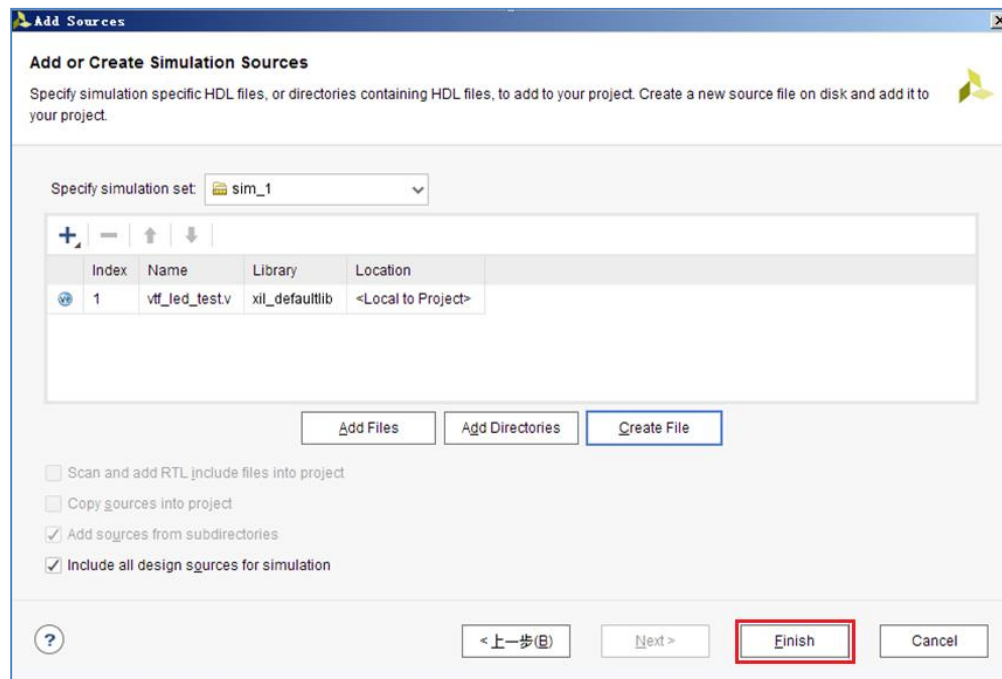 Add Sources
Add or Create Simulation Sources
Specify simulation specific HDL files, or directories containing HDL files, to add to your project. Create a new source file on disk and add it to
your project.
Specify simulation set: sim_1
Index Name Library Location
1 vtf_led_test.v xil_defaultlib <Local to Project>
Add Files Add Directories Create File
Scan and add RTL include files into project
Copy sources into project
Add sources from subdirectories
Include all design sources for simulation
? <上一步(B) Next > Finish Cancel